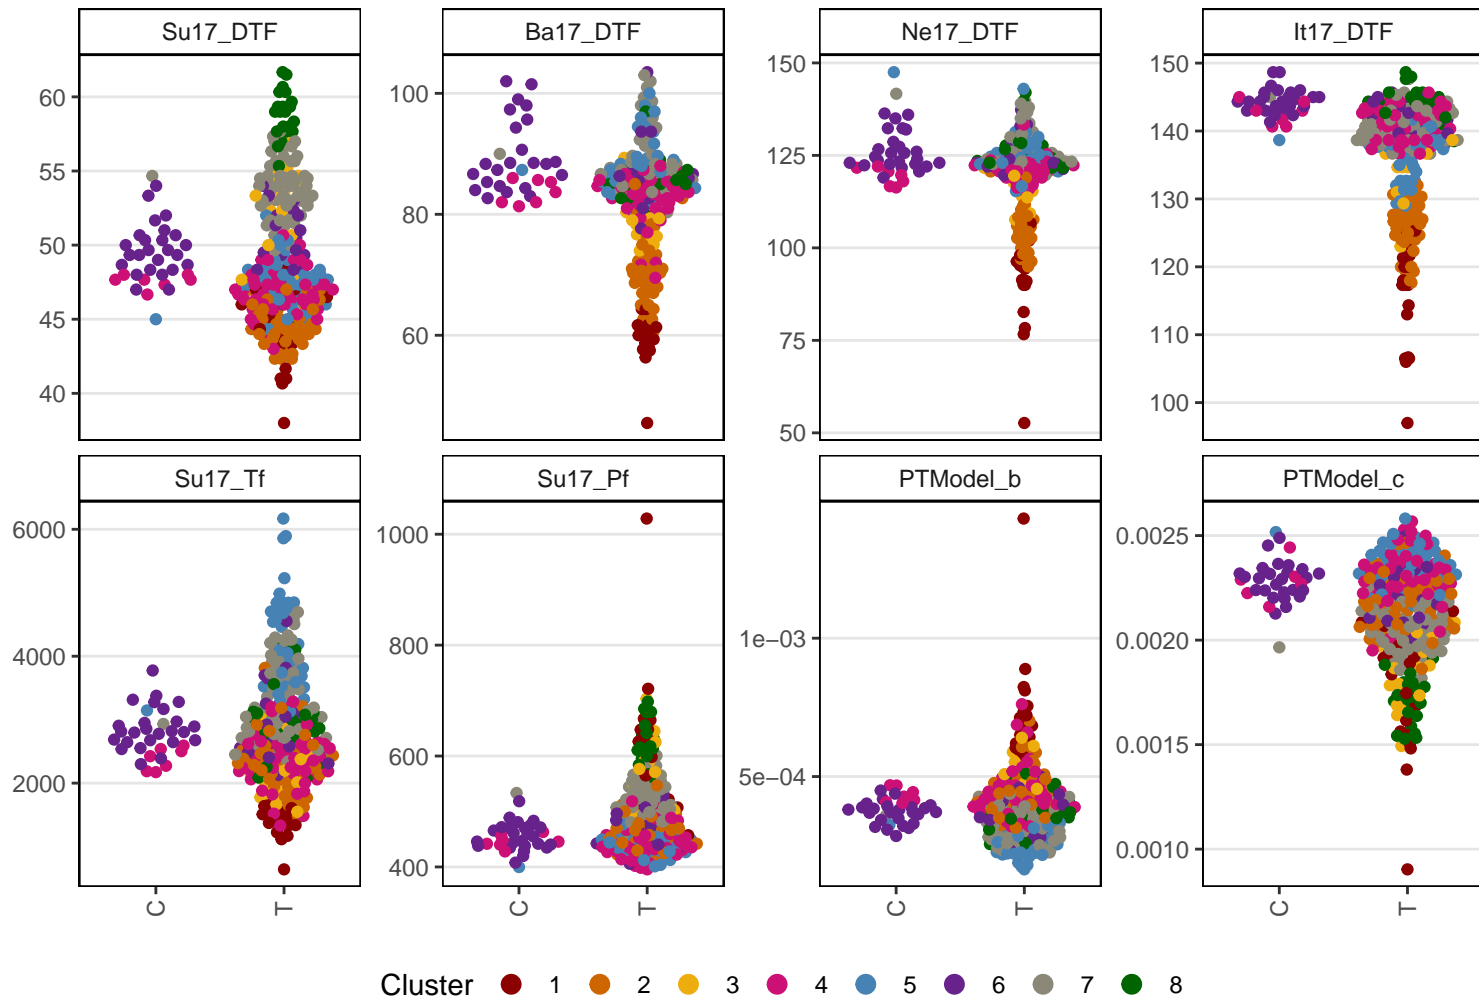 Su17_DTF Ba17_DTF Ne17_DTF It17_DTF
60 55 50 45 40
100 80 60
150 125 100 75 50
150 140 130 120 110 100
Su17_Tf Su17_Pf PTModel_b PTModel_c
6000 4000 2000
1000 800 600 400
1e−03 5e−04
0.0025 0.0020 0.0015 0.0010
C T C T C T C T
Cluster 1 2 3 4 5 6 7 8